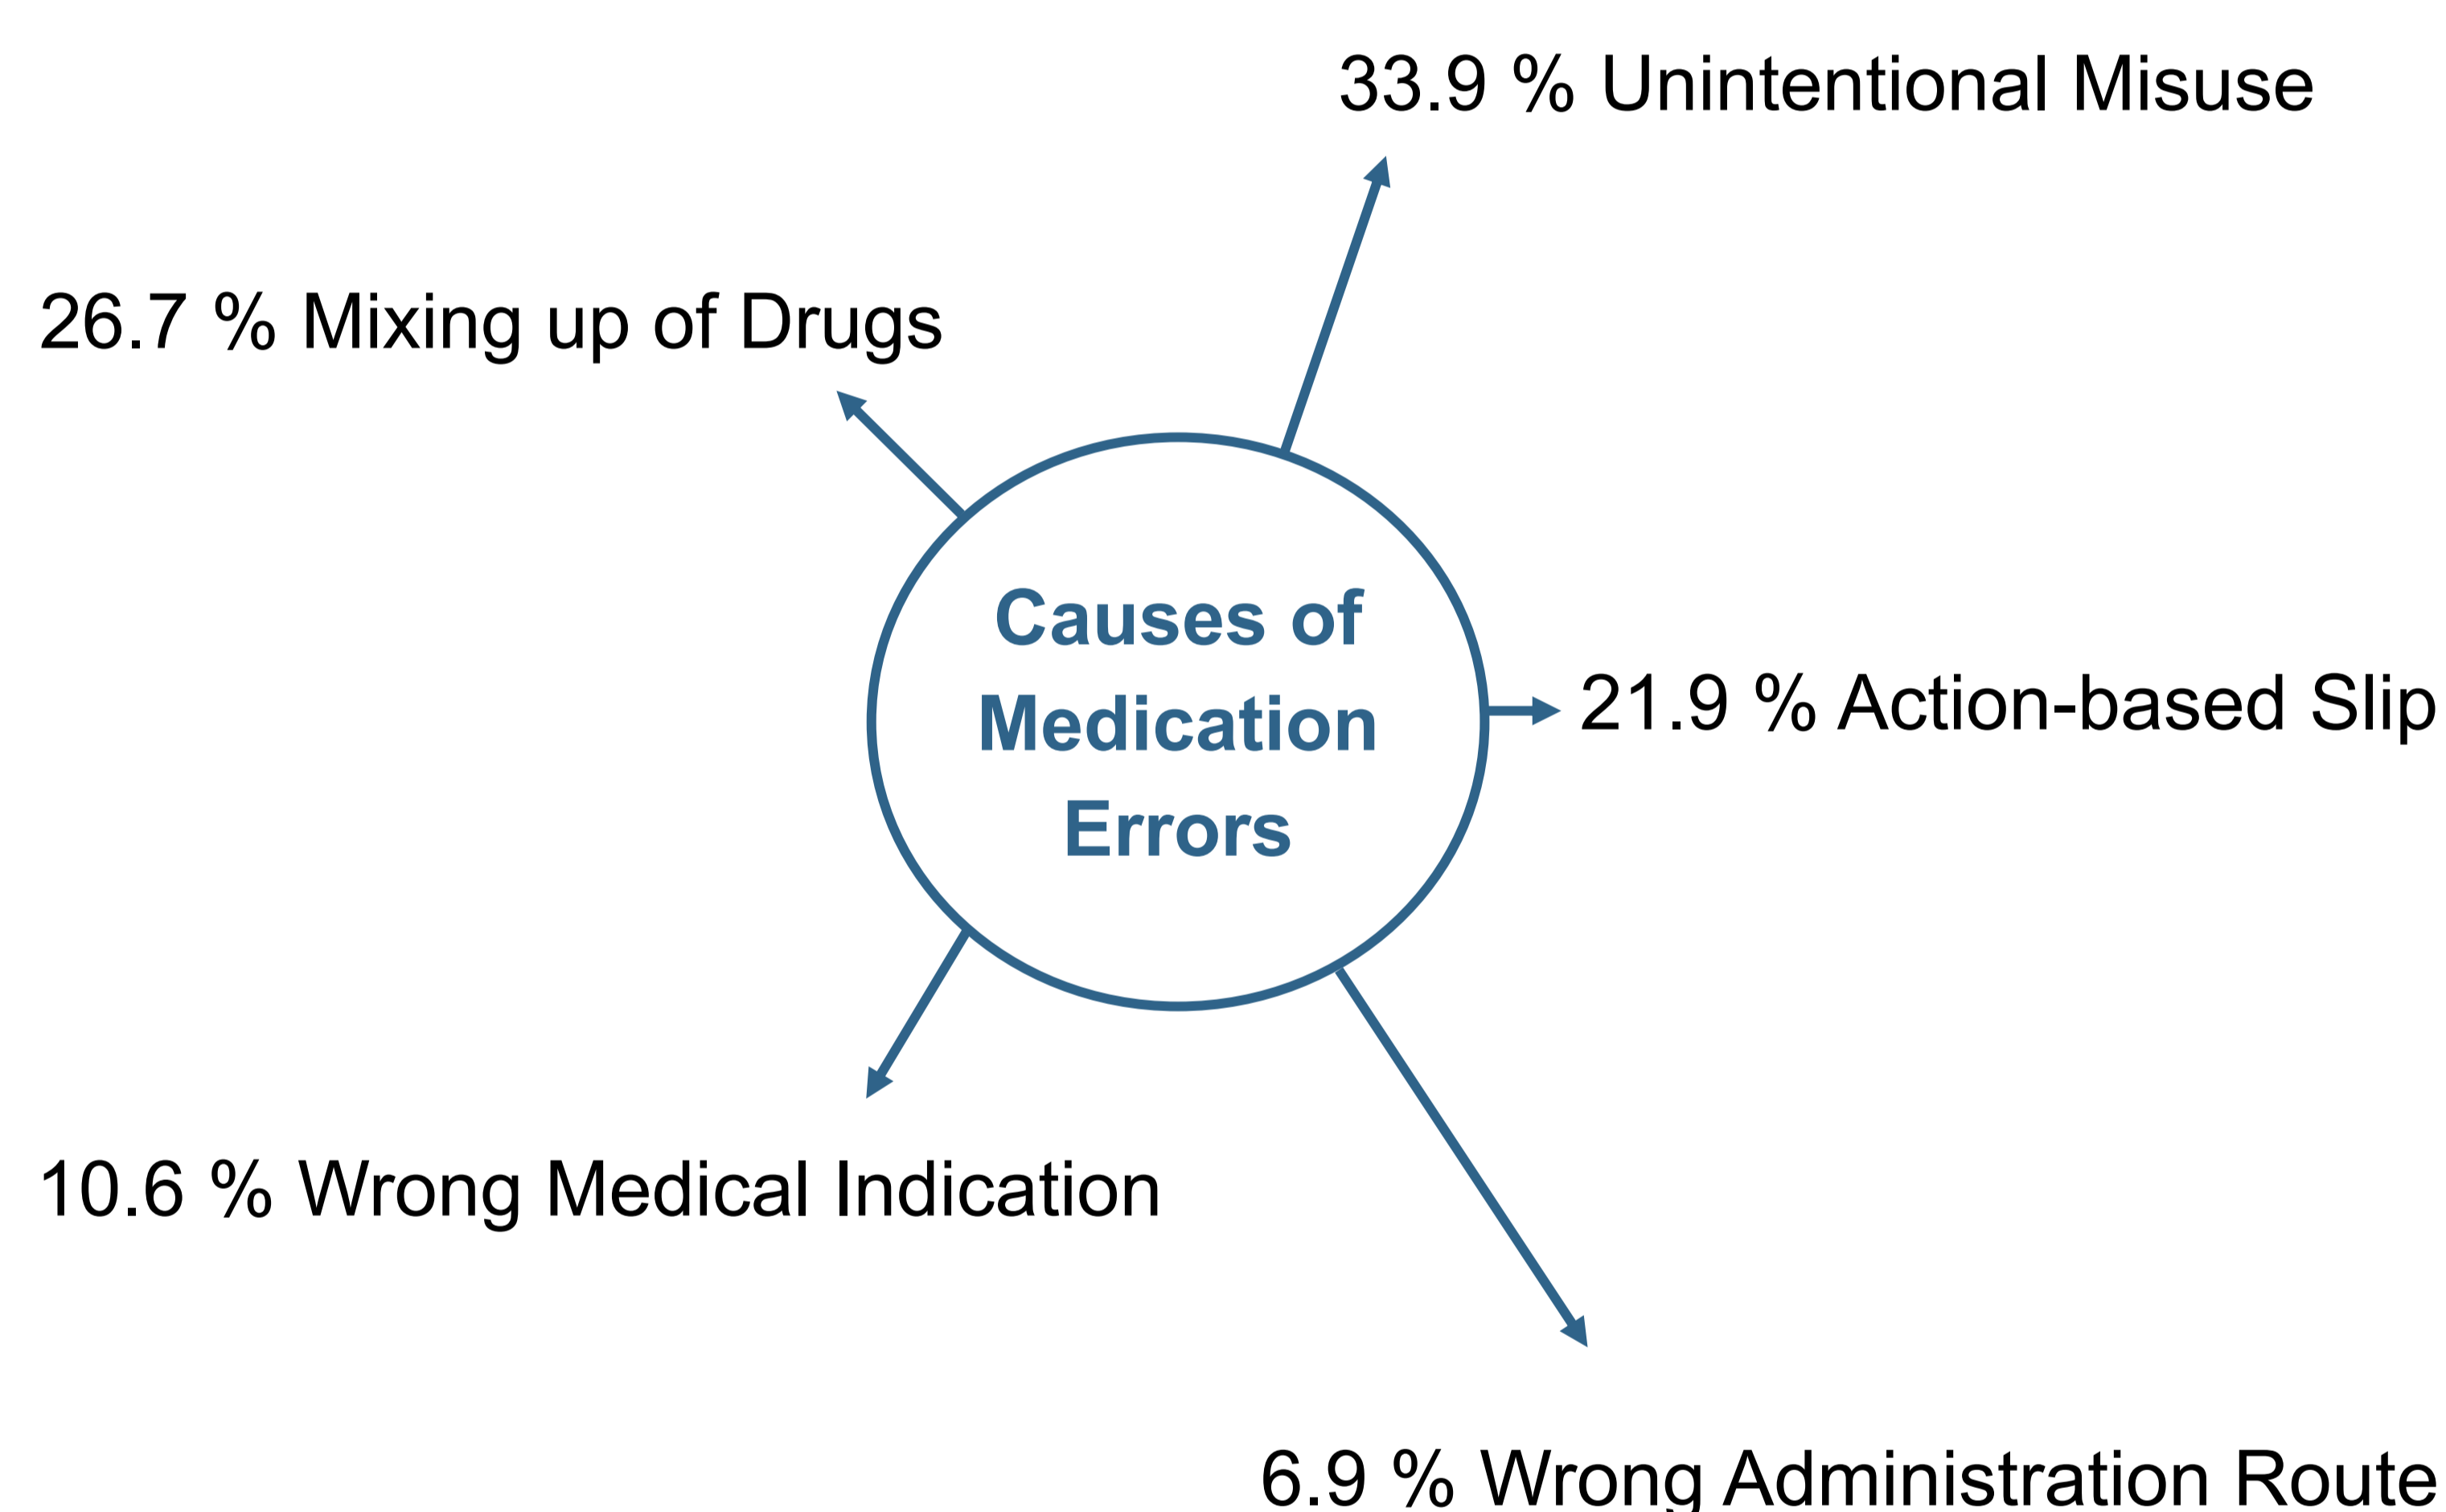 33.9 % Unintentional Misuse
26.7 % Mixing up of Drugs
Causes of
Medication
Errors
21.9 % Action-based Slip
10.6 % Wrong Medical Indication
6.9 % Wrong Administration Route